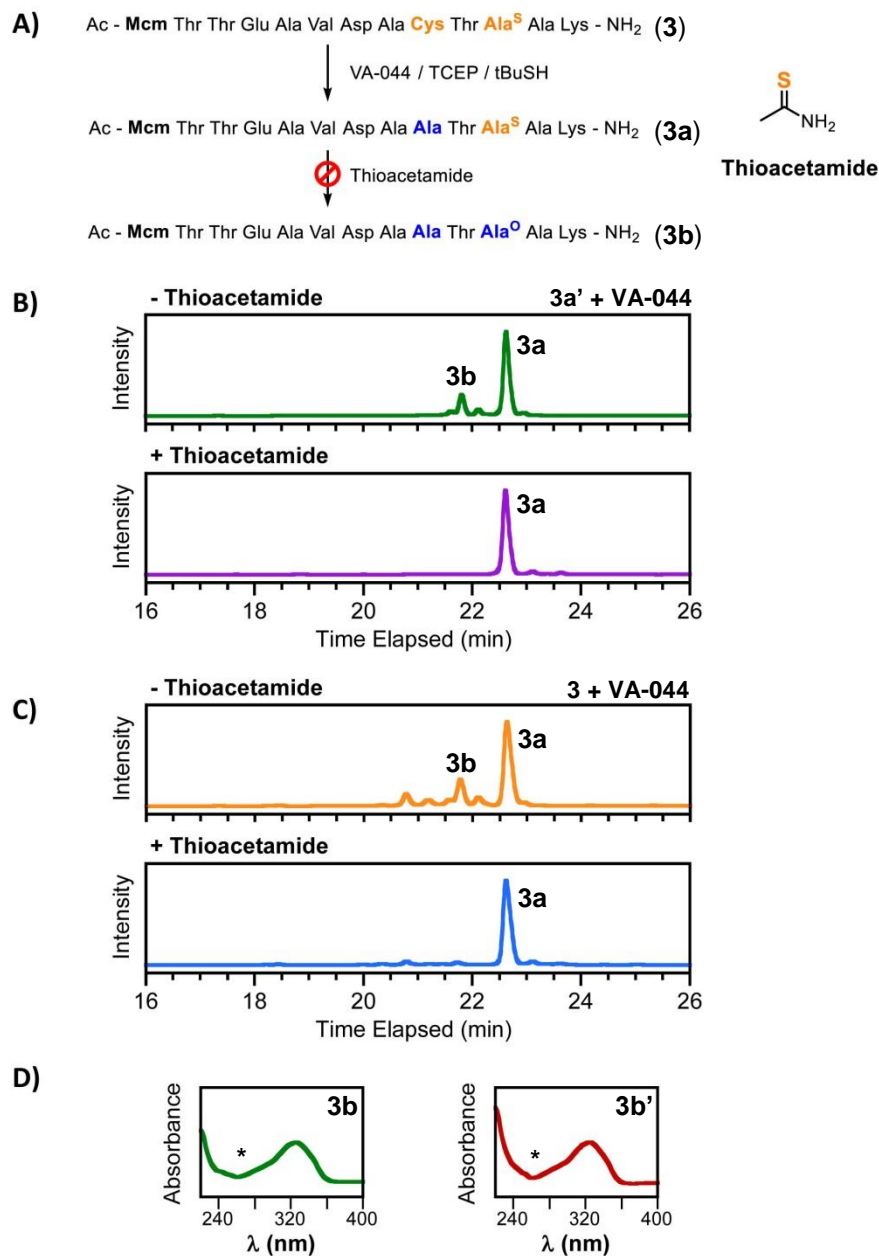 A)
Ac - Mcm Thr Thr Glu Ala Val Asp Ala Cys Thr Ala^S Ala Lys - NH₂ (3)
VA-044 / TCEP / tBuSH
Ac - Mcm Thr Thr Glu Ala Val Asp Ala Ala Thr Ala^S Ala Lys - NH₂ (3a)
Thioacetamide
Ac - Mcm Thr Thr Glu Ala Val Asp Ala Ala Thr Ala^O Ala Lys - NH₂ (3b)
S
NH₂
Thioacetamide
B)
- Thioacetamide 3a' + VA-044
Intensity
3b 3a
+ Thioacetamide
Intensity
3a
16 18 20 22 24 26
Time Elapsed (min)
C)
- Thioacetamide 3 + VA-044
Intensity
3b 3a
+ Thioacetamide
Intensity
3a
16 18 20 22 24 26
Time Elapsed (min)
D)
Absorbance
3b
*
240 320 400
λ (nm)
Absorbance
3b'
*
240 320 400
λ (nm)